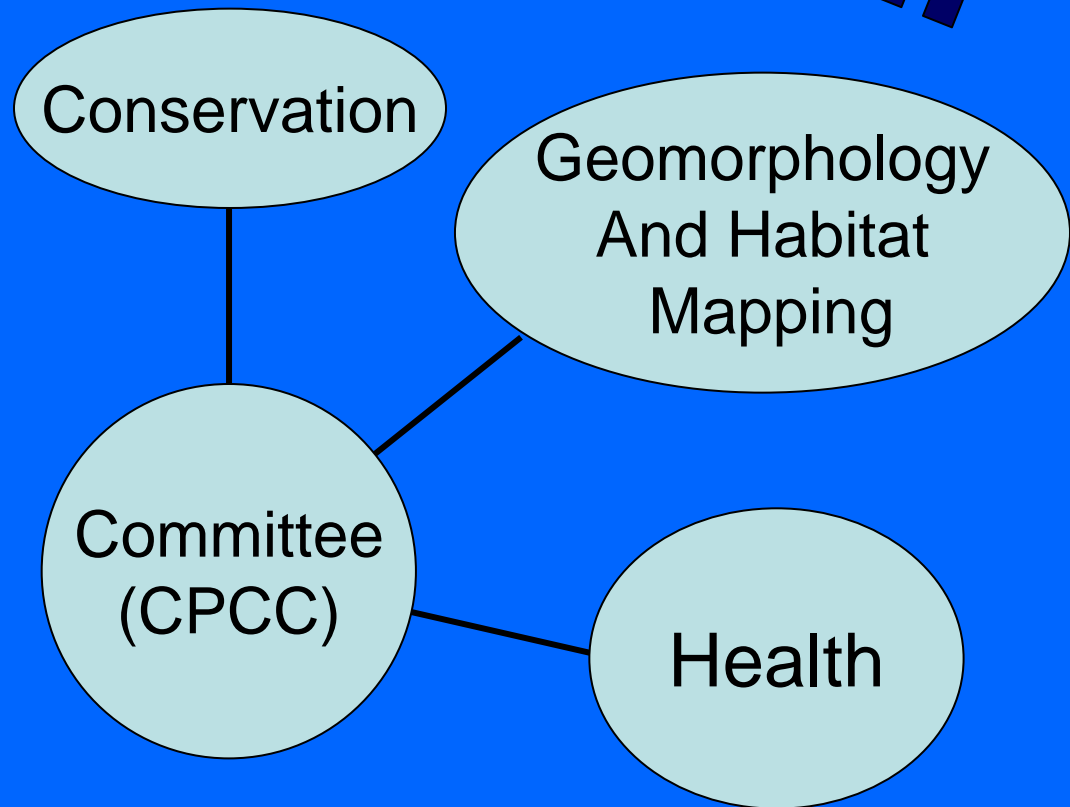 Conservation
Geomorphology
And Habitat
Mapping
Committee
(CPCC)
Health